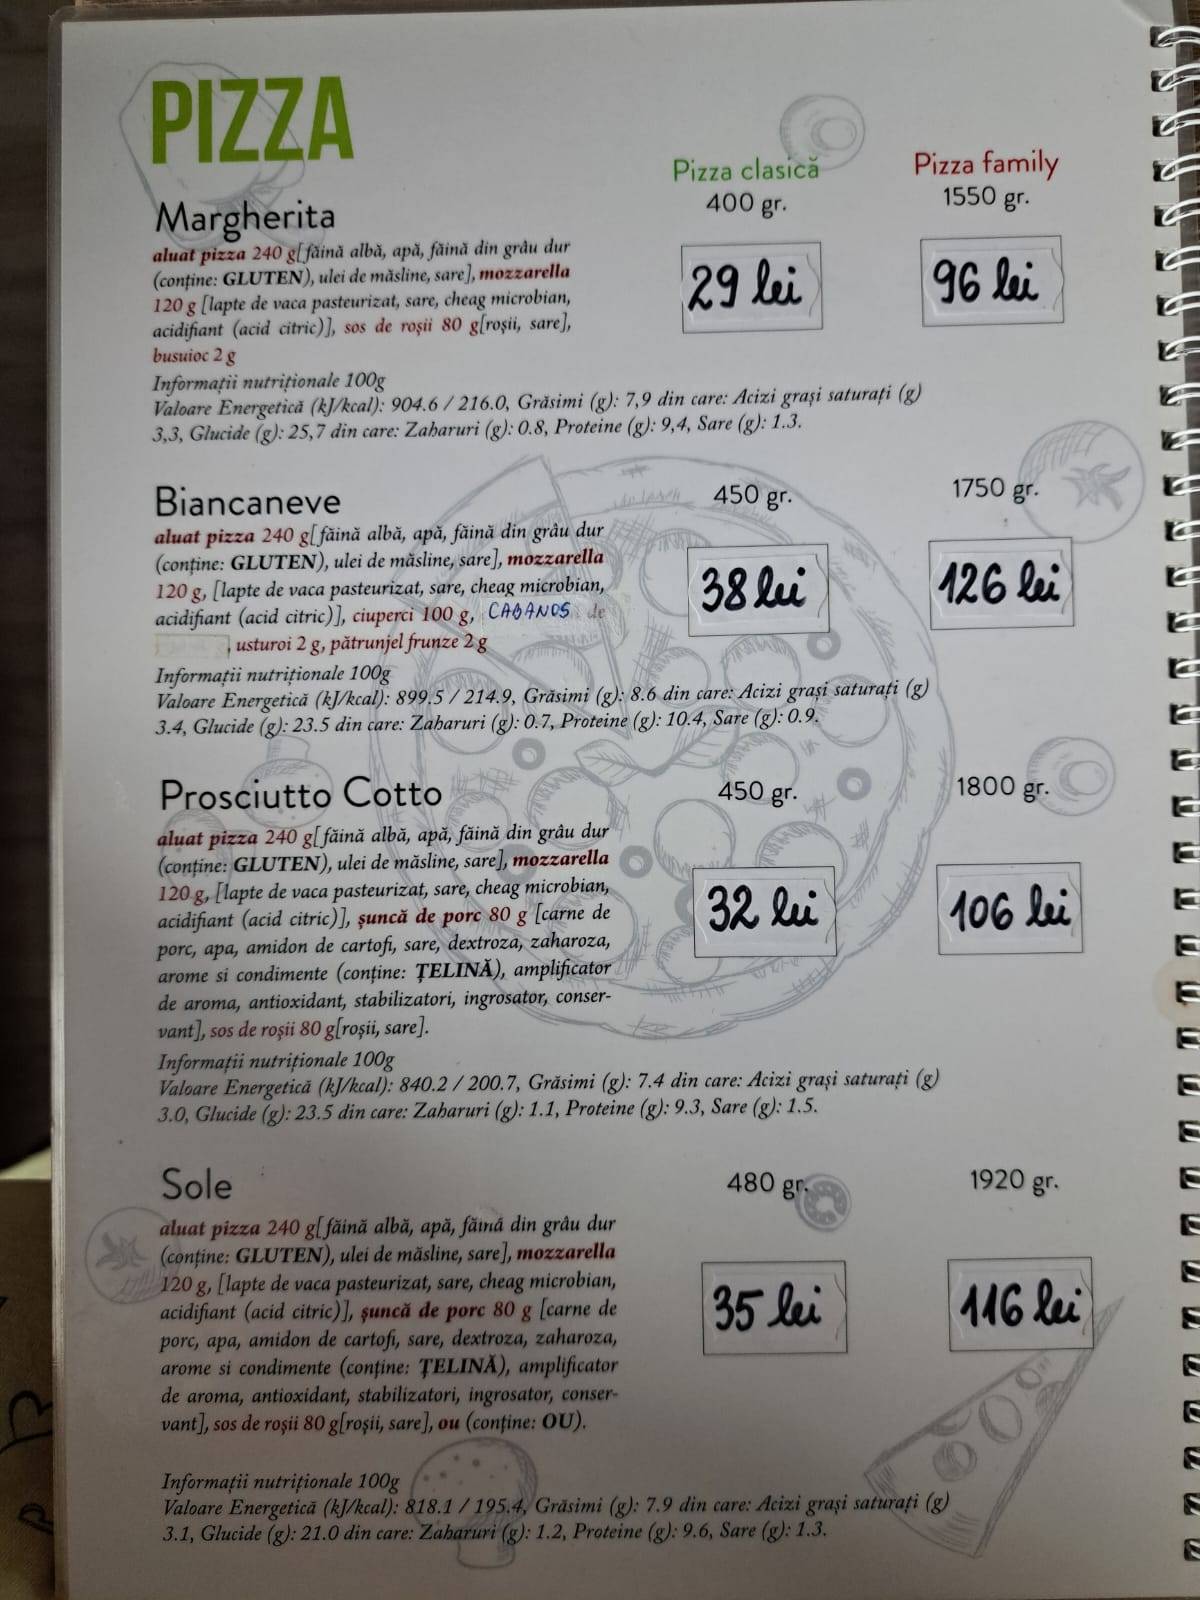 PIZZA
Pizza clasică
Pizza family
400 gr.
1550 gr.
Margherita
aluat pizza 240 g[făină albă, apă, făină din grâu dur
(conține: GLUTEN), ulei de măsline, sare], mozzarella
120 g [lapte de vaca pasteurizat, sare, cheag microbian,
acidifiant (acid citric)], sos de roșii 80 g[roșii, sare],
busuioc 2 g
29 lei
96 lei
Informații nutriționale 100g
Valoare Energetică (kJ/kcal): 904.6 / 216.0, Grăsimi (g): 7,9 din care: Acizi grași saturați (g)
3,3, Glucide (g): 25,7 din care: Zaharuri (g): 0.8, Proteine (g): 9,4, Sare (g): 1.3.
Biancaneve
450 gr.
1750 gr.
aluat pizza 240 g[făină albă, apă, făină din grâu dur
(conține: GLUTEN), ulei de măsline, sare], mozzarella
120 g, [lapte de vaca pasteurizat, sare, cheag microbian,
acidifiant (acid citric)], ciuperci 100 g, CABANOS de
, usturoi 2 g, pătrunjel frunze 2 g
38 lei
126 lei
Informații nutriționale 100g
Valoare Energetică (kJ/kcal): 899.5 / 214.9, Grăsimi (g): 8.6 din care: Acizi grași saturați (g)
3.4, Glucide (g): 23.5 din care: Zaharuri (g): 0.7, Proteine (g): 10.4, Sare (g): 0.9.
Prosciutto Cotto
450 gr.
1800 gr.
aluat pizza 240 g[făină albă, apă, făină din grâu dur
(conține: GLUTEN), ulei de măsline, sare], mozzarella
120 g, [lapte de vaca pasteurizat, sare, cheag microbian,
acidifiant (acid citric)], șuncă de porc 80 g [carne de
porc, apa, amidon de cartofi, sare, dextroza, zaharoza,
arome si condimente (conține: ȚELINĂ), amplificator
de aroma, antioxidant, stabilizatori, ingrosator, conser-
vant], sos de roșii 80 g[roșii, sare].
32 lei
106 lei
Informații nutriționale 100g
Valoare Energetică (kJ/kcal): 840.2 / 200.7, Grăsimi (g): 7.4 din care: Acizi grași saturați (g)
3.0, Glucide (g): 23.5 din care: Zaharuri (g): 1.1, Proteine (g): 9.3, Sare (g): 1.5.
Sole
480 gr.
1920 gr.
aluat pizza 240 g[făină albă, apă, făină din grâu dur
(conține: GLUTEN), ulei de măsline, sare], mozzarella
120 g, [lapte de vaca pasteurizat, sare, cheag microbian,
acidifiant (acid citric)], șuncă de porc 80 g [carne de
porc, apa, amidon de cartofi, sare, dextroza, zaharoza,
arome si condimente (conține: ȚELINĂ), amplificator
de aroma, antioxidant, stabilizatori, ingrosator, conser-
vant], sos de roșii 80 g[roșii, sare], ou (conține: OU).
35 lei
116 lei
Informații nutriționale 100g
Valoare Energetică (kJ/kcal): 818.1 / 195.4, Grăsimi (g): 7.9 din care: Acizi grași saturați (g)
3.1, Glucide (g): 21.0 din care: Zaharuri (g): 1.2, Proteine (g): 9.6, Sare (g): 1.3.